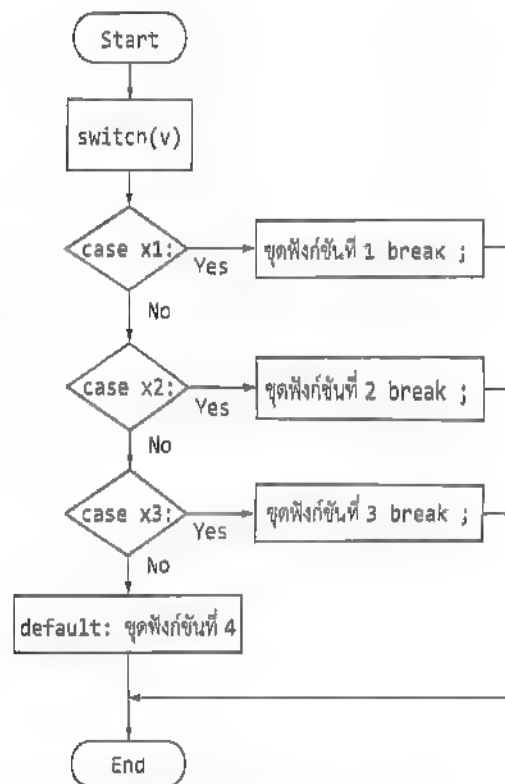 Start
switch(v)
case x1:
Yes
ชุดฟังก์ชันที่ 1 break ;
No
case x2:
Yes
ชุดฟังก์ชันที่ 2 break ;
No
case x3:
Yes
ชุดฟังก์ชันที่ 3 break ;
No
default: ชุดฟังก์ชันที่ 4
End